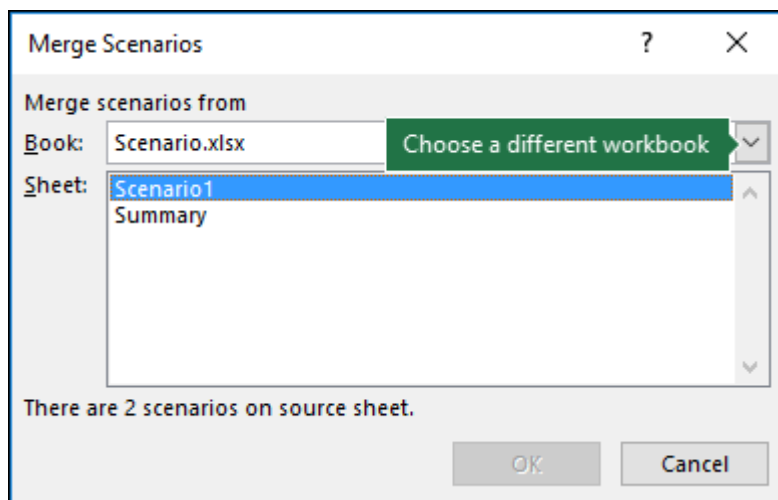 Merge Scenarios ?
Merge scenarios from
Book: Scenario.xlsx Choose a different workbook
Sheet: Scenario1
Summary
There are 2 scenarios on source sheet.
OK Cancel